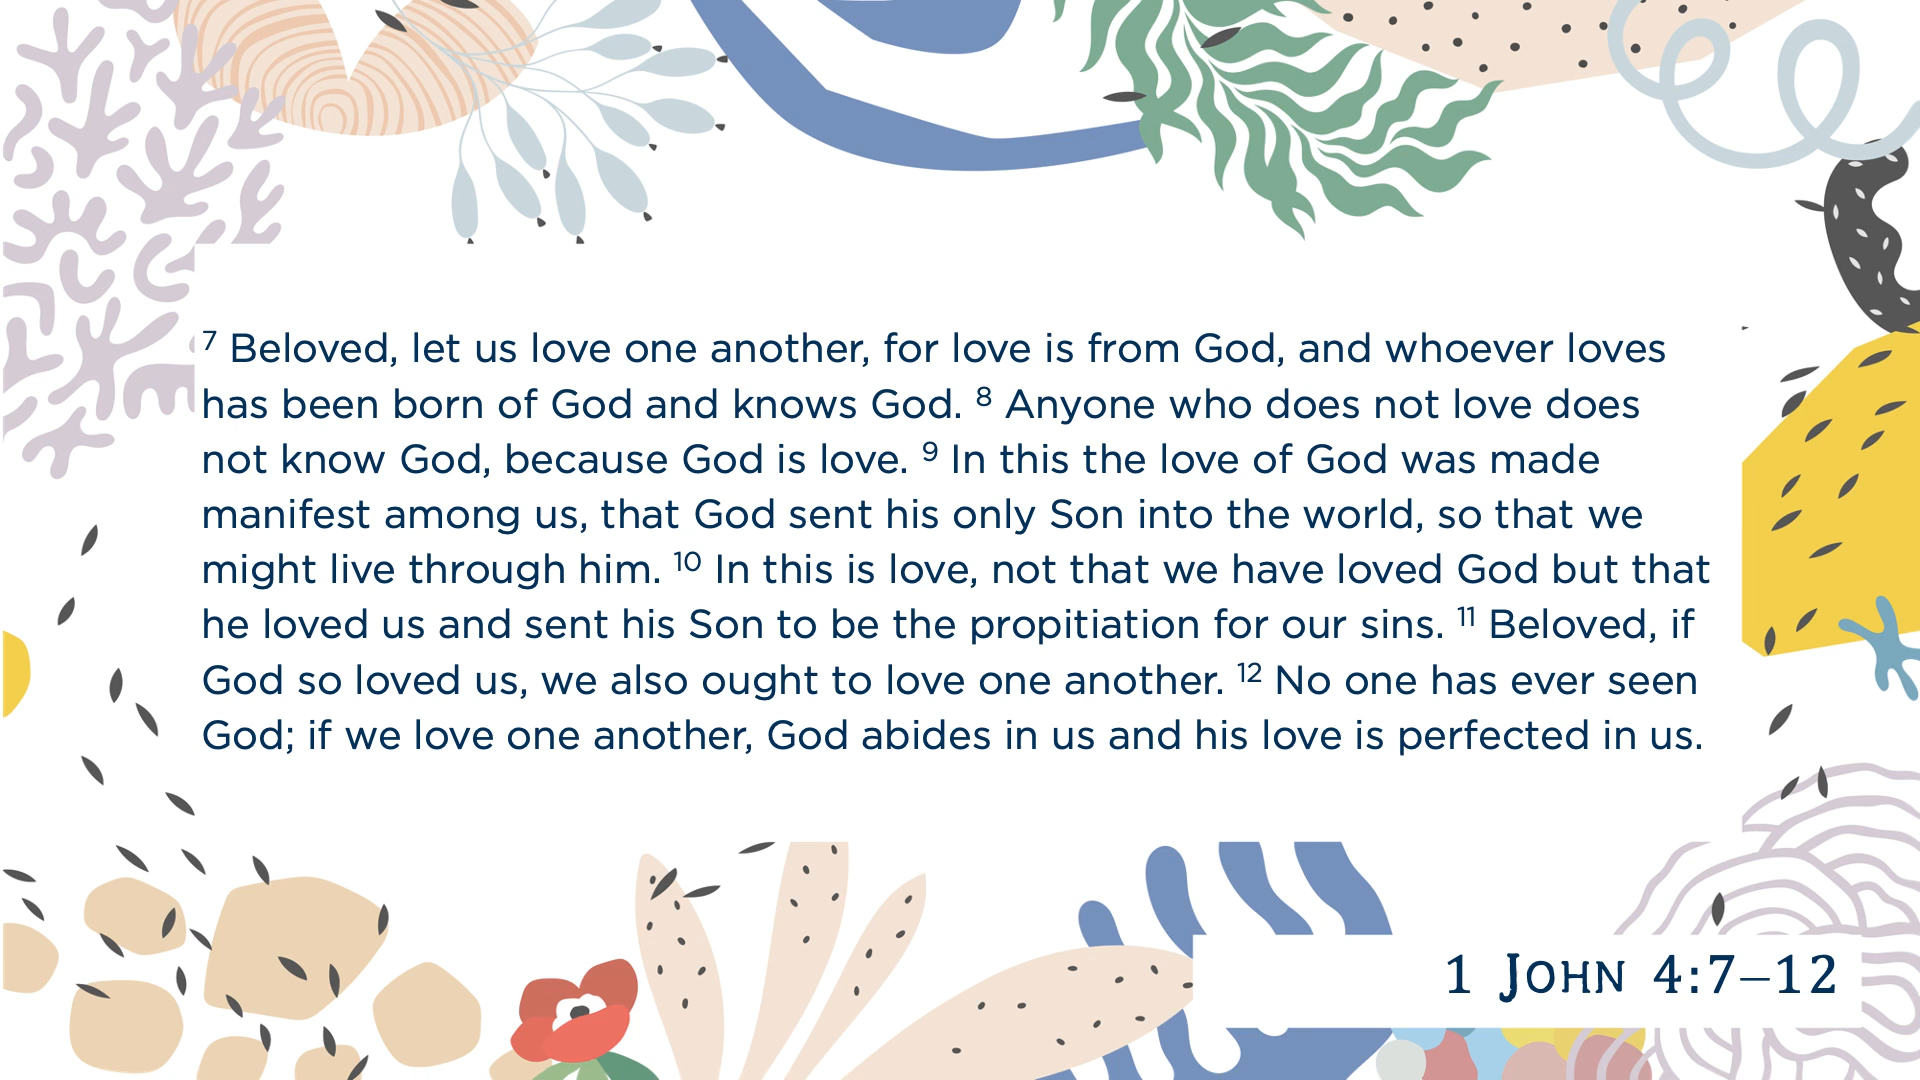 ⁷ Beloved, let us love one another, for love is from God, and whoever loves
has been born of God and knows God. ⁸ Anyone who does not love does
not know God, because God is love. ⁹ In this the love of God was made
manifest among us, that God sent his only Son into the world, so that we
might live through him. ¹⁰ In this is love, not that we have loved God but that
he loved us and sent his Son to be the propitiation for our sins. ¹¹ Beloved, if
God so loved us, we also ought to love one another. ¹² No one has ever seen
God; if we love one another, God abides in us and his love is perfected in us.
1 John 4:7–12